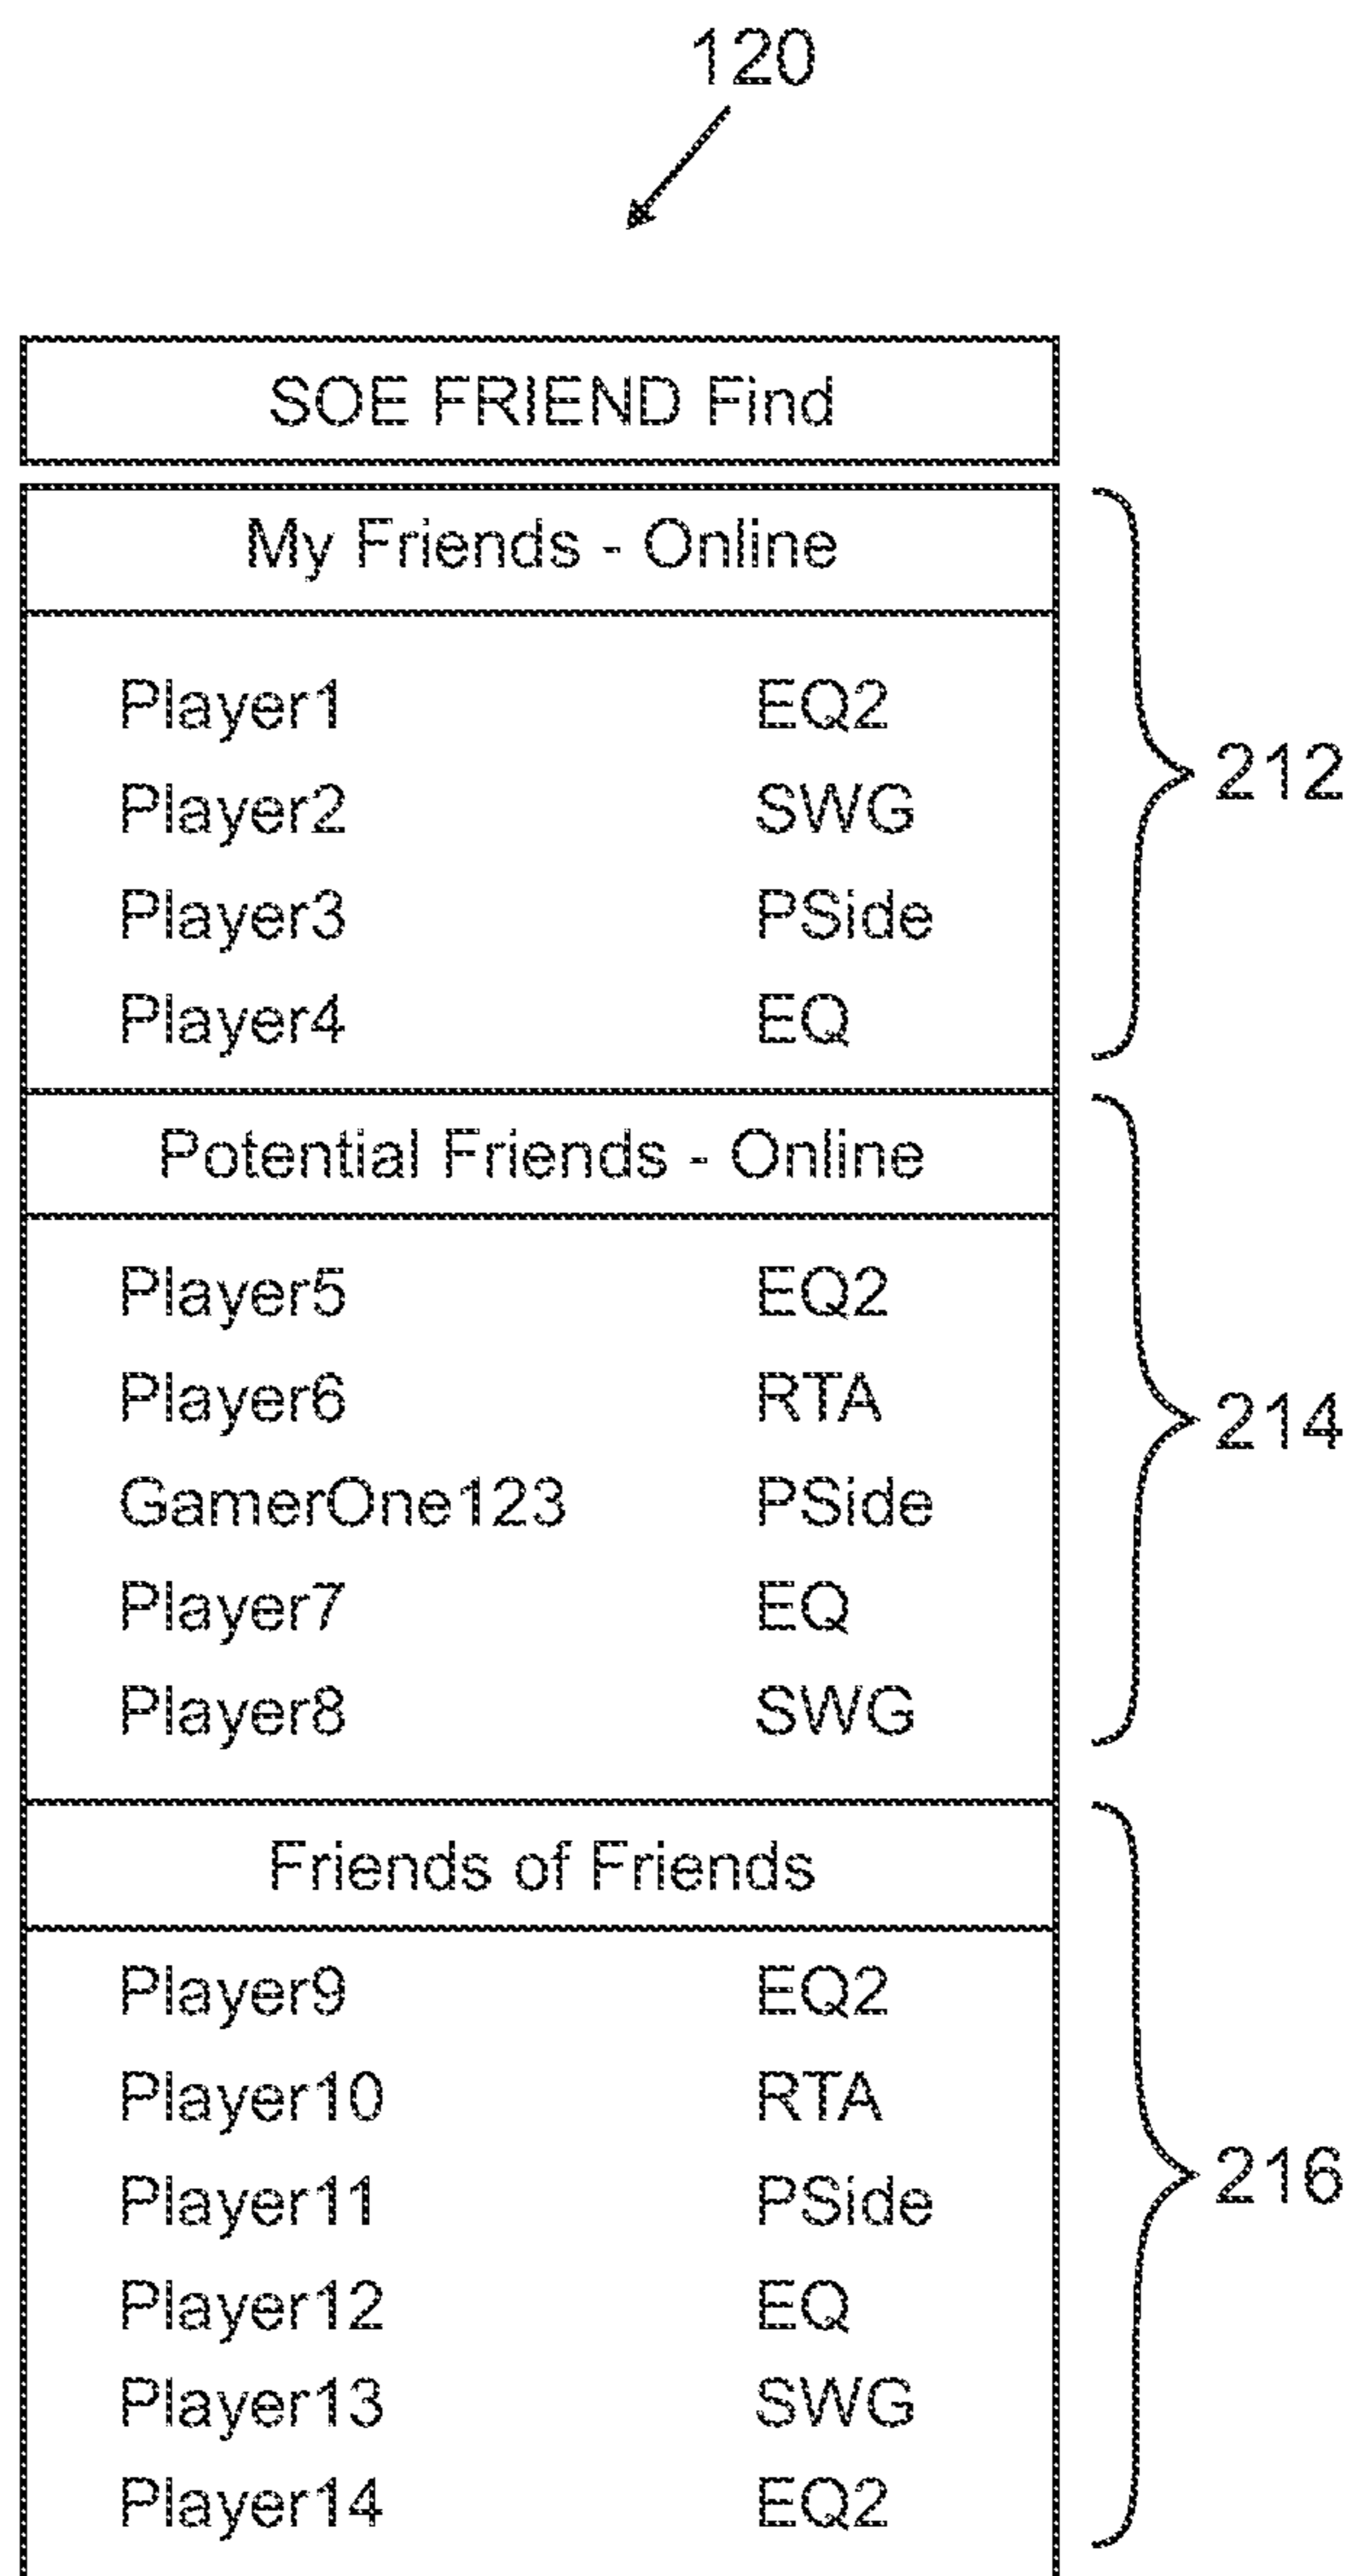 120
SOE FRIEND Find
My Friends - Online
Player1 EQ2
Player2 SWG
212
Player3 PSide
Player4 EQ
Potential Friends - Online
Player5 EQ2
Player6 RTA
214
GamerOne123 PSide
Player7 EQ
Player8 SWG
Friends of Friends
Player9 EQ2
Player10 RTA
216
Player11 PSide
Player12 EQ
Player13 SWG
Player14 EQ2